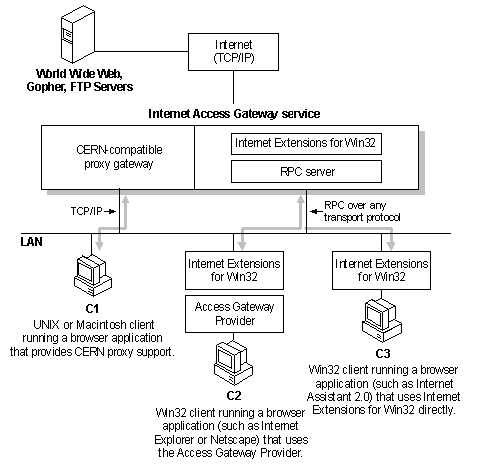 Internet
(TCP/IP)
World Wide Web,
Gopher, FTP Servers
Internet Access Gateway service
CERN-compatible
proxy gateway
Internet Extensions for Win32
RPC server
TCP/IP
RPC over any
transport protocol
LAN
Internet Extensions
for Win32
Internet Extensions
for Win32
Access Gateway
Provider
C1
UNIX or Macintosh client
running a browser application
that provides CERN proxy support.
C2
Win32 client running a browser
application (such as Internet
Explorer or Netscape) that uses
the Access Gateway Provider.
C3
Win32 client running a browser
application (such as Internet
Assistant 2.0) that uses Internet
Extensions for Win32 directly.